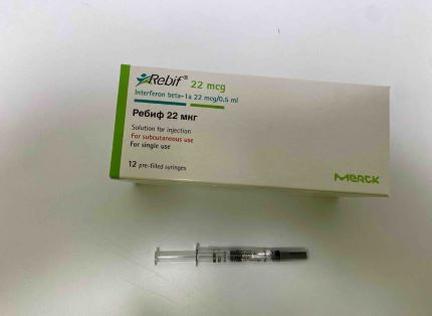 Rebif® 22 mcg
Interferon beta-1a 22 mcg/0.5 ml
Ребиф 22 мкг
Solution for injection
For subcutaneous use
For single use
12 pre-filled syringes
Merck